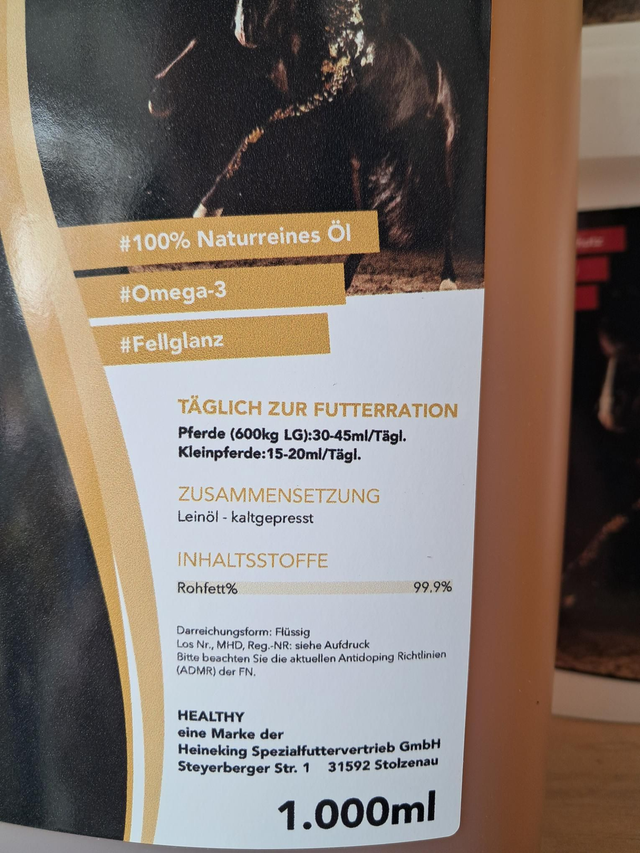 #100% Naturreines Öl
#Omega-3
#Fellglanz
TÄGLICH ZUR FUTTERRATION
Pferde (600kg LG):30-45ml/Tägl.
Kleinpferde:15-20ml/Tägl.
ZUSAMMENSETZUNG
Leinöl - kaltgepresst
INHALTSSTOFFE
Rohfett% 99.9%
Darreichungsform: Flüssig
Los Nr., MHD, Reg.-NR: siehe Aufdruck
Bitte beachten Sie die aktuellen Antidoping Richtlinien
(ADMR) der FN.
HEALTHY
eine Marke der
Heineking Spezialfuttervertrieb GmbH
Steyerberger Str. 1 31592 Stolzenau
1.000ml